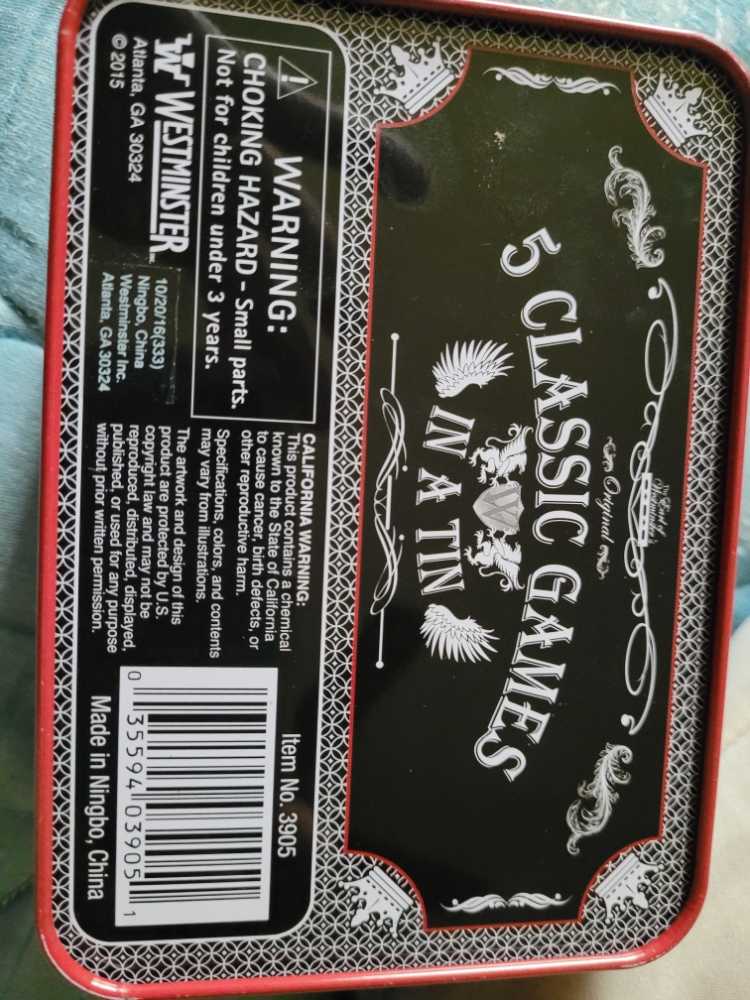 The Earl of
Westminster's
Original
5 CLASSIC GAMES
W
IN A TIN
WARNING:
CHOKING HAZARD - Small parts.
Not for children under 3 years.
WESTMINSTER™
Atlanta, GA 30324
© 2015
10/20/16(333)
Ningbo, China
Westminster Inc.
Atlanta, GA 30324
CALIFORNIA WARNING:
This product contains a chemical
known to the State of California
to cause cancer, birth defects, or
other reproductive harm.
Specifications, colors, and contents
may vary from illustrations.
The artwork and design of this
product are protected by U.S.
copyright law and may not be
reproduced, distributed, displayed,
published, or used for any purpose
without prior written permission.
Item No. 3905
0 35594 03905 1
Made in Ningbo, China